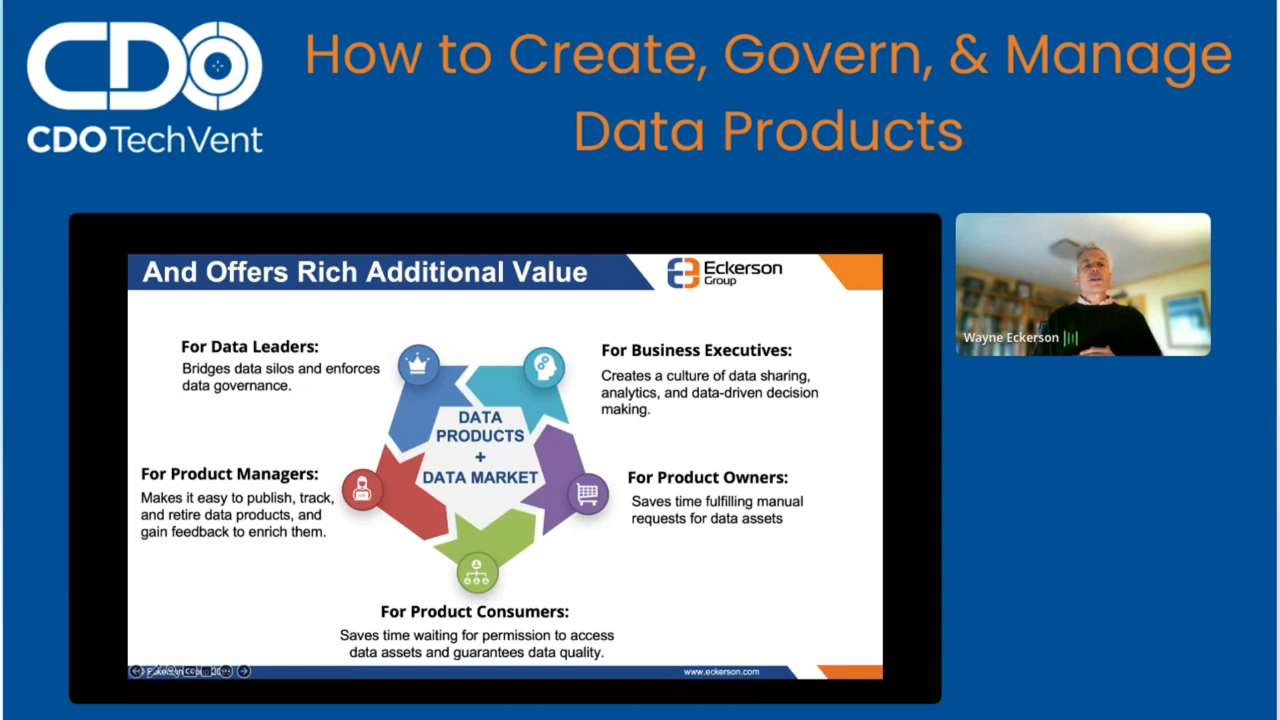 CDO
CDO TechVent
How to Create, Govern, & Manage
Data Products
And Offers Rich Additional Value
Eckerson
Group
For Data Leaders:
Bridges data silos and enforces
data governance.
For Business Executives:
Creates a culture of data sharing,
analytics, and data-driven decision
making.
DATA
PRODUCTS
+
DATA MARKET
For Product Managers:
Makes it easy to publish, track,
and retire data products, and
gain feedback to enrich them.
For Product Owners:
Saves time fulfilling manual
requests for data assets
For Product Consumers:
Saves time waiting for permission to access
data assets and guarantees data quality.
www.eckerson.com
Wayne Eckerson